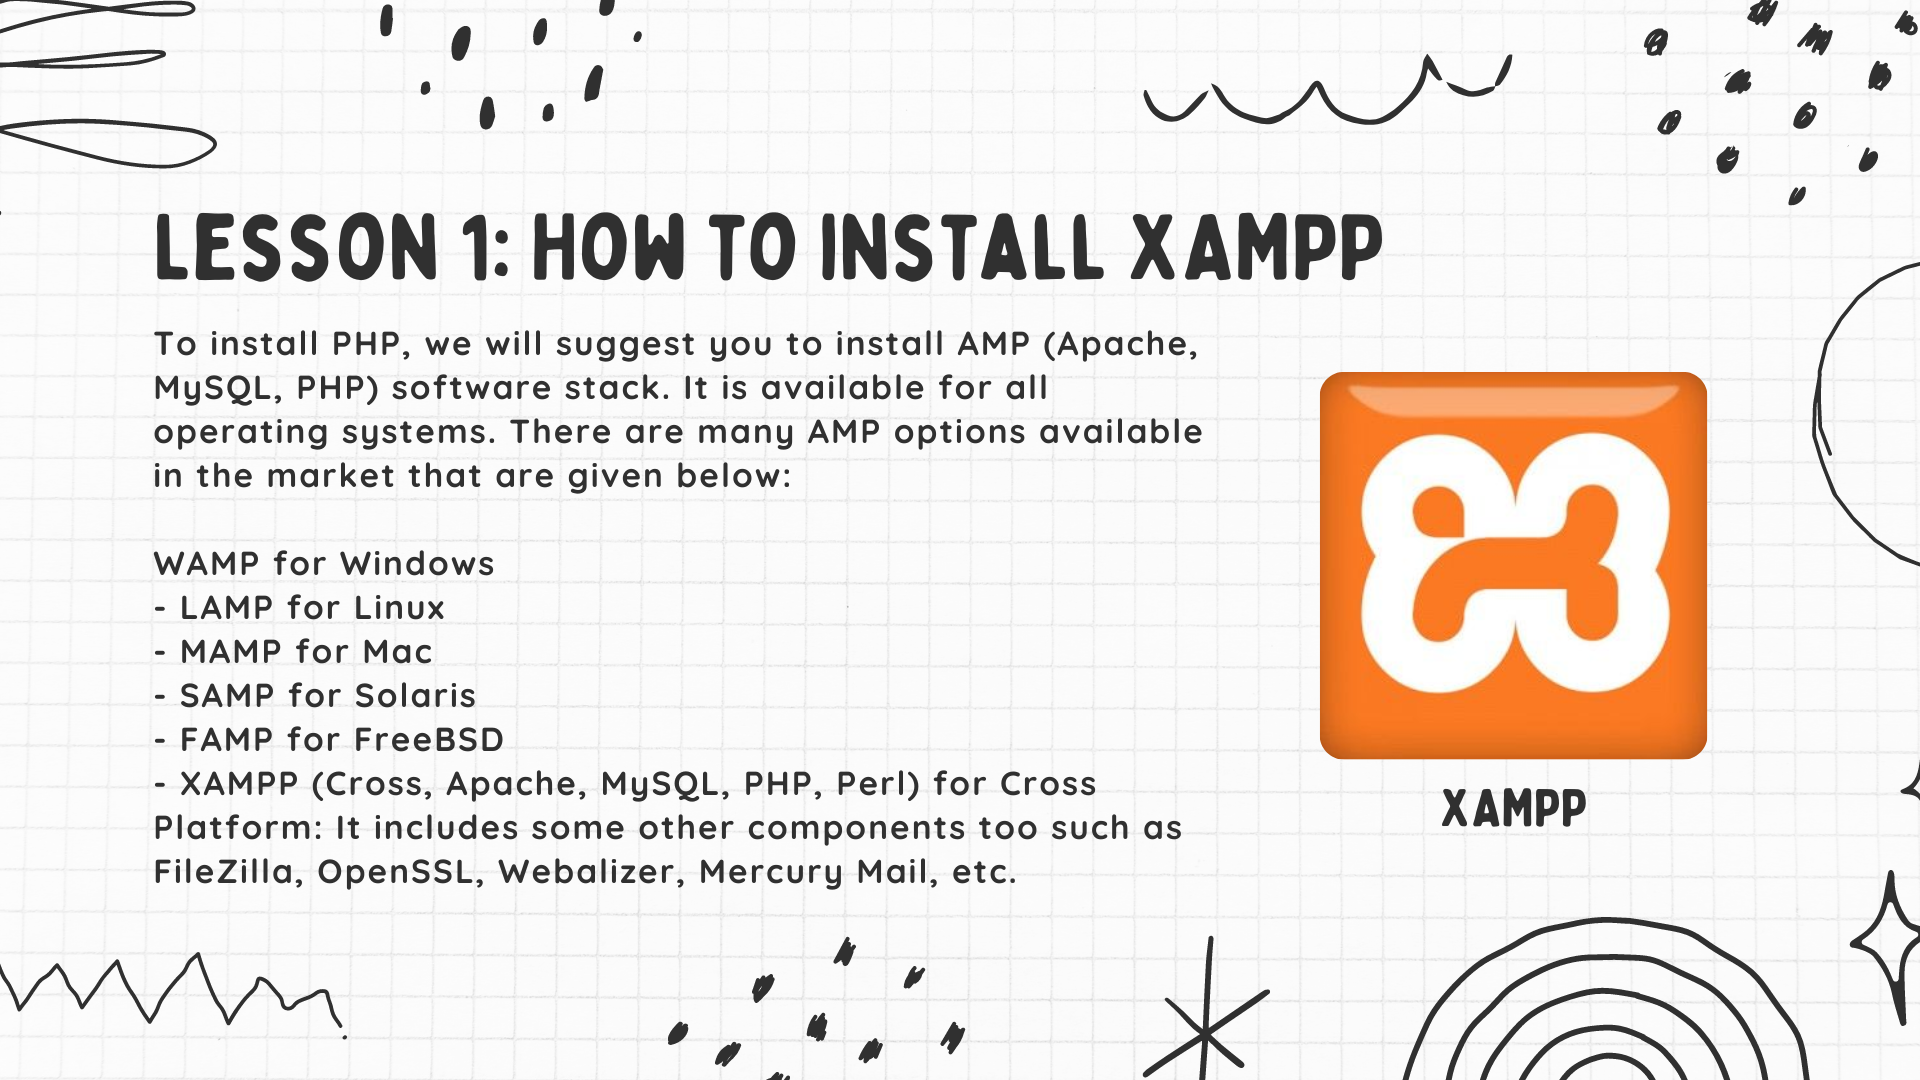 LESSON 1: HOW TO INSTALL XAMPP
To install PHP, we will suggest you to install AMP (Apache,
MySQL, PHP) software stack. It is available for all
operating systems. There are many AMP options available
in the market that are given below:
WAMP for Windows
- LAMP for Linux
- MAMP for Mac
- SAMP for Solaris
- FAMP for FreeBSD
- XAMPP (Cross, Apache, MySQL, PHP, Perl) for Cross
Platform: It includes some other components too such as
FileZilla, OpenSSL, Webalizer, Mercury Mail, etc.
XAMPP